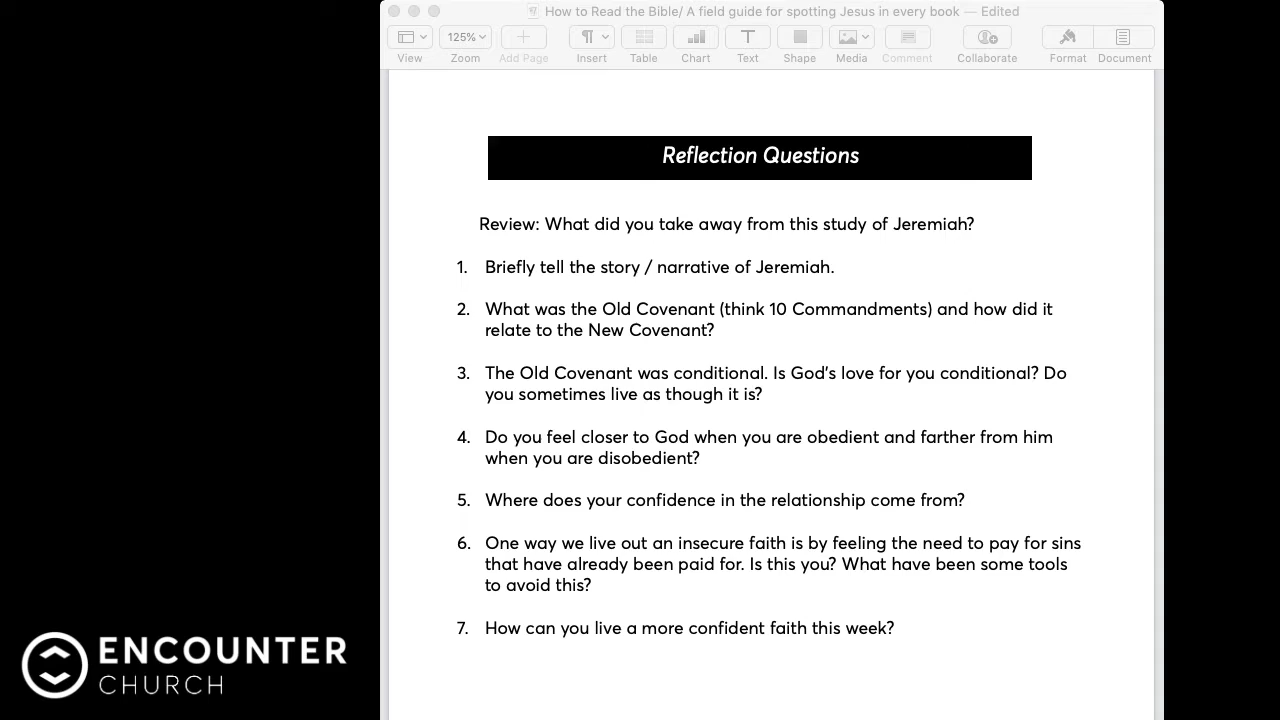 How to Read the Bible/ A field guide for spotting Jesus in every book — Edited
125%
View Zoom Add Page Insert Table Chart Text Shape Media Comment Collaborate Format Document
Reflection Questions
Review: What did you take away from this study of Jeremiah?
1. Briefly tell the story / narrative of Jeremiah.
2. What was the Old Covenant (think 10 Commandments) and how did it
relate to the New Covenant?
3. The Old Covenant was conditional. Is God's love for you conditional? Do
you sometimes live as though it is?
4. Do you feel closer to God when you are obedient and farther from him
when you are disobedient?
5. Where does your confidence in the relationship come from?
6. One way we live out an insecure faith is by feeling the need to pay for sins
that have already been paid for. Is this you? What have been some tools
to avoid this?
7. How can you live a more confident faith this week?
ENCOUNTER
CHURCH